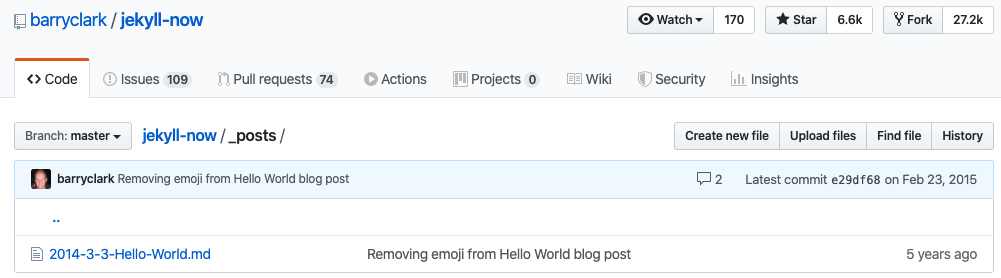 barryclark / jekyll-now Watch 170 Star 6.6k Fork 27.2k
Code Issues 109 Pull requests 74 Actions Projects 0 Wiki Security Insights
Branch: master jekyll-now / _posts / Create new file Upload files Find file History
barryclark Removing emoji from Hello World blog post 2 Latest commit e29df68 on Feb 23, 2015
..
2014-3-3-Hello-World.md Removing emoji from Hello World blog post 5 years ago